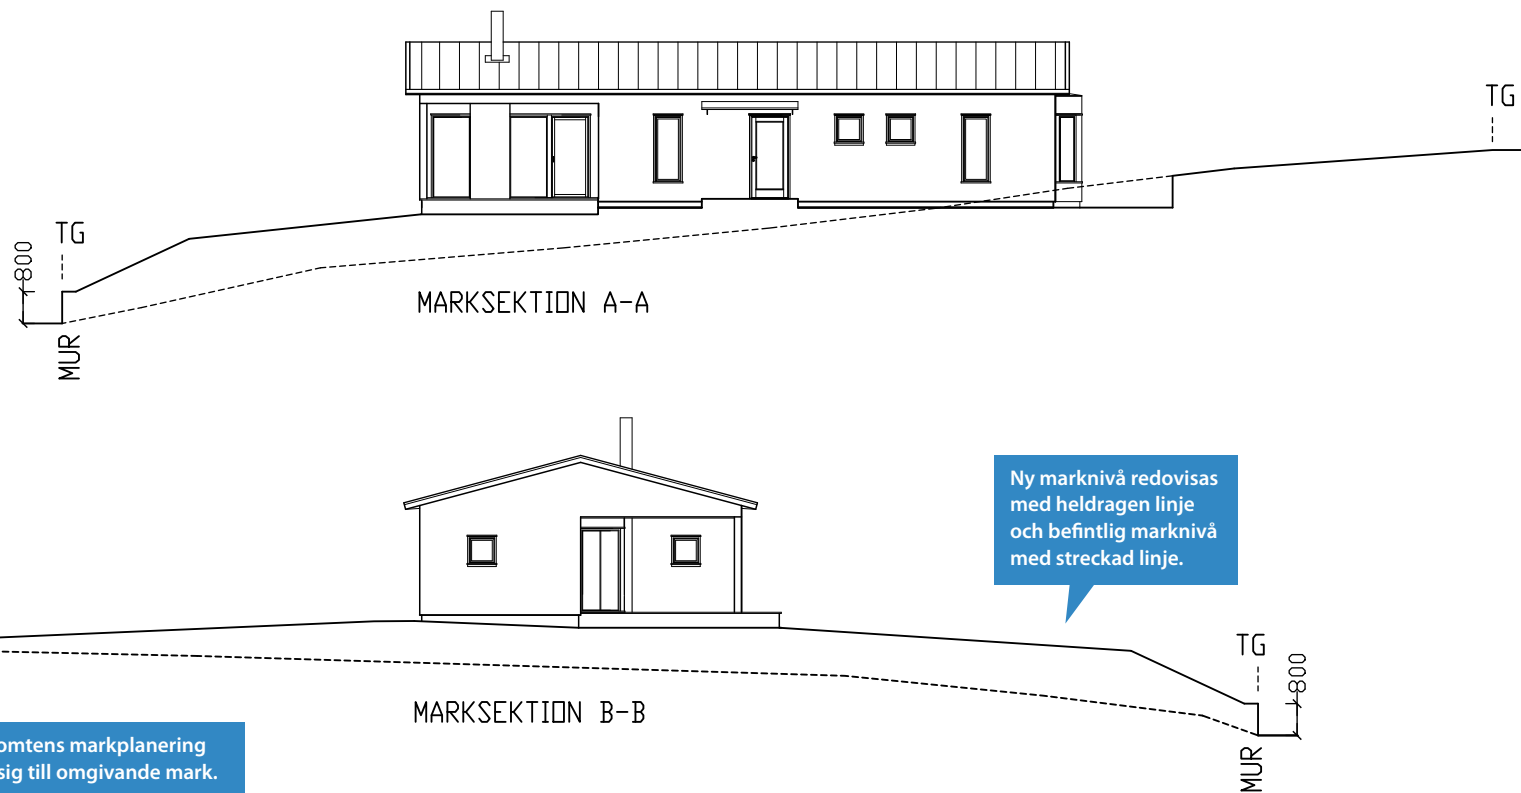 TG
TG
800
MARKSEKTION A-A
MUR
Ny marknivå redovisas
med heldragen linje
och befintlig marknivå
med streckad linje.
TG
800
MARKSEKTION B-B
MUR
omtens markplanering
sig till omgivande mark.